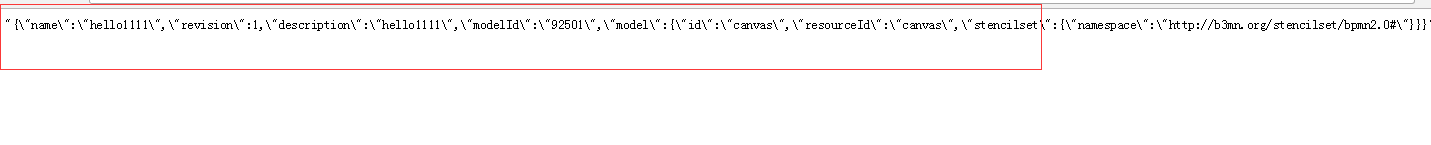 "{\"name\":\"hello1111\",\"revision\":1,\"description\":\"hello1111\",\"modelId\":\"92501\",\"model\":{\"id\":\"canvas\",\"resourceId\":\"canvas\",\"stencilset\":{\"namespace\":\"http://b3mn.org/stencilset/bpmn2.0#\"}}}"